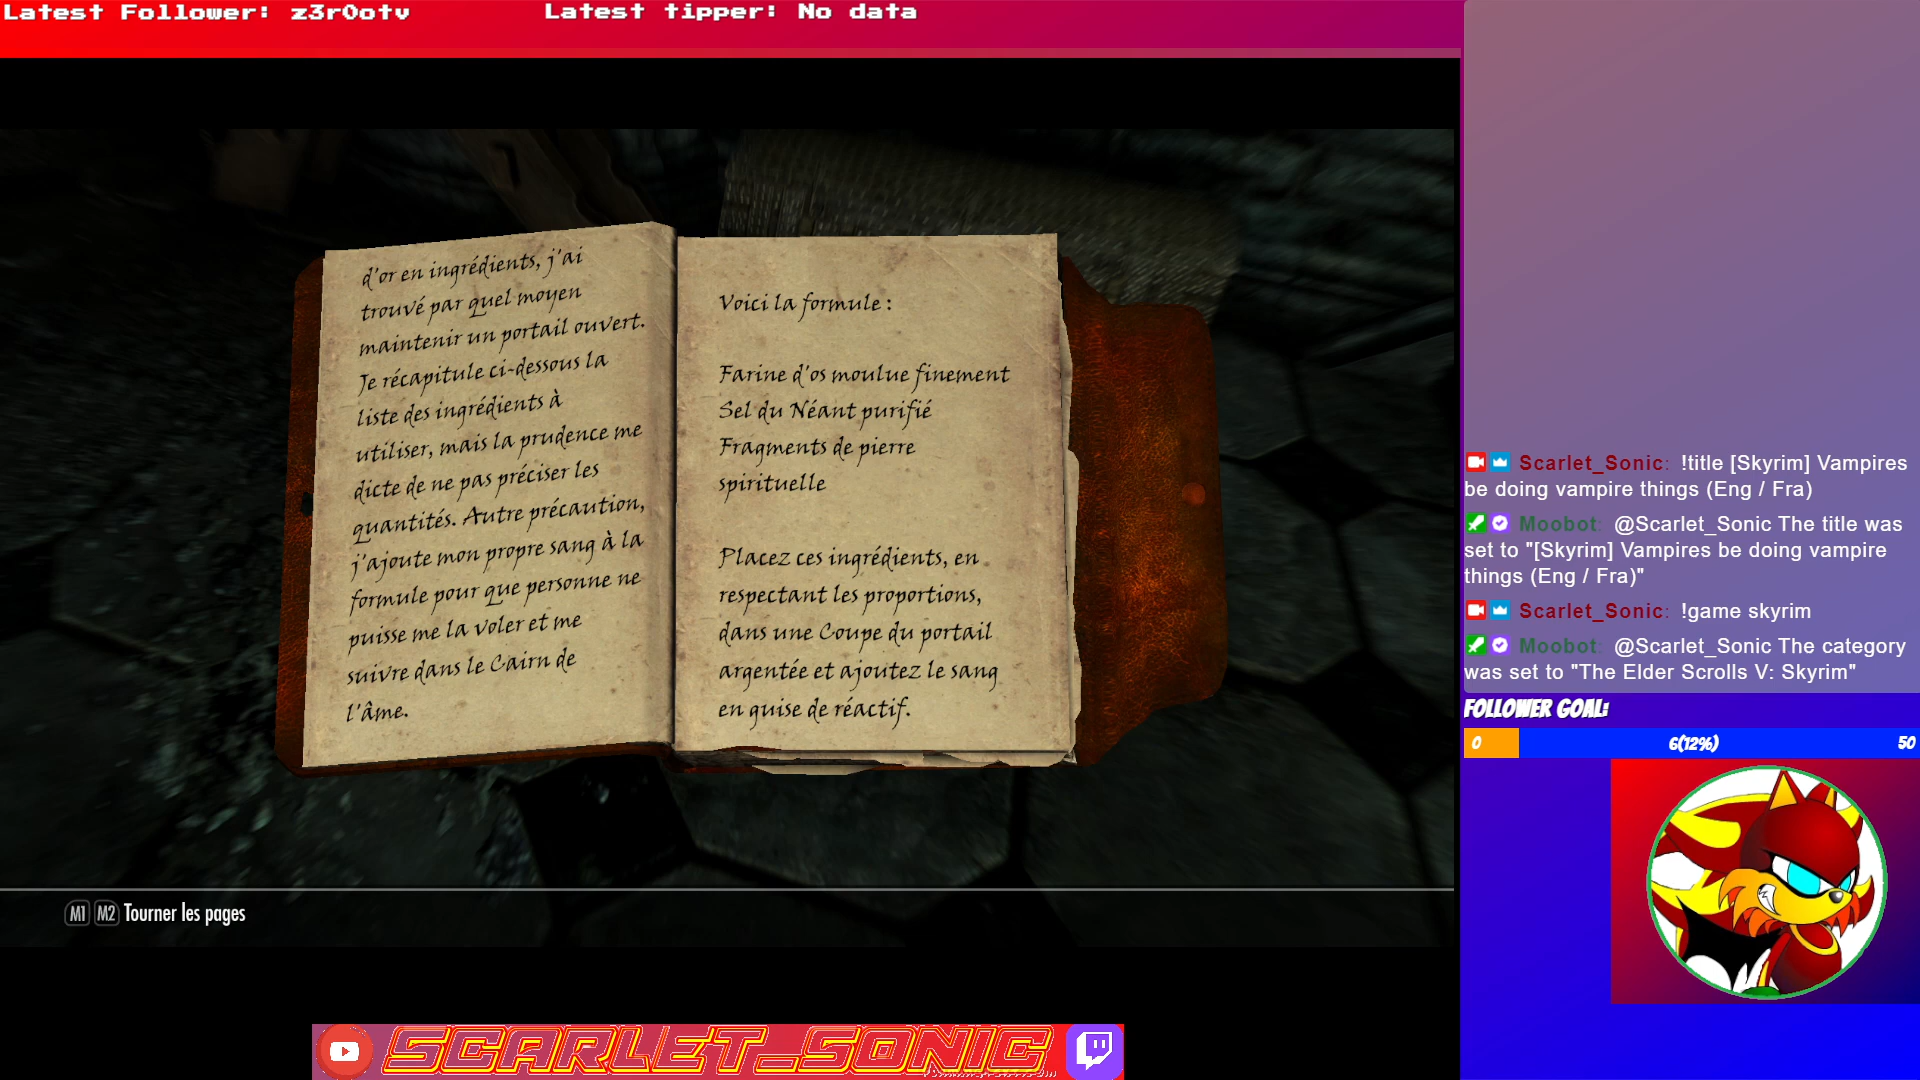 Latest Follower: z3r0otv
Latest tipper: No data
d'or en ingrédients, j'ai
trouvé par quel moyen
maintenir un portail ouvert.
Je récapitule ci-dessous la
liste des ingrédients à
utiliser, mais la prudence me
dicte de ne pas préciser les
quantités. Autre précaution,
j'ajoute mon propre sang à la
formule pour que personne ne
puisse me la voler et me
suivre dans le Cairn de
l'âme.
Voici la formule :
Farine d'os moulue finement
Sel du Néant purifié
Fragments de pierre
spirituelle
Placez ces ingrédients, en
respectant les proportions,
dans une Coupe du portail
argentée et ajoutez le sang
en guise de réactif.
M1 M2 Tourner les pages
Scarlet_Sonic: !title [Skyrim] Vampires
be doing vampire things (Eng / Fra)
Moobot: @Scarlet_Sonic The title was
set to "[Skyrim] Vampires be doing vampire
things (Eng / Fra)"
Scarlet_Sonic: !game skyrim
Moobot: @Scarlet_Sonic The category
was set to "The Elder Scrolls V: Skyrim"
FOLLOWER GOAL:
0 6(12%) 50
SCARLET_SONIC